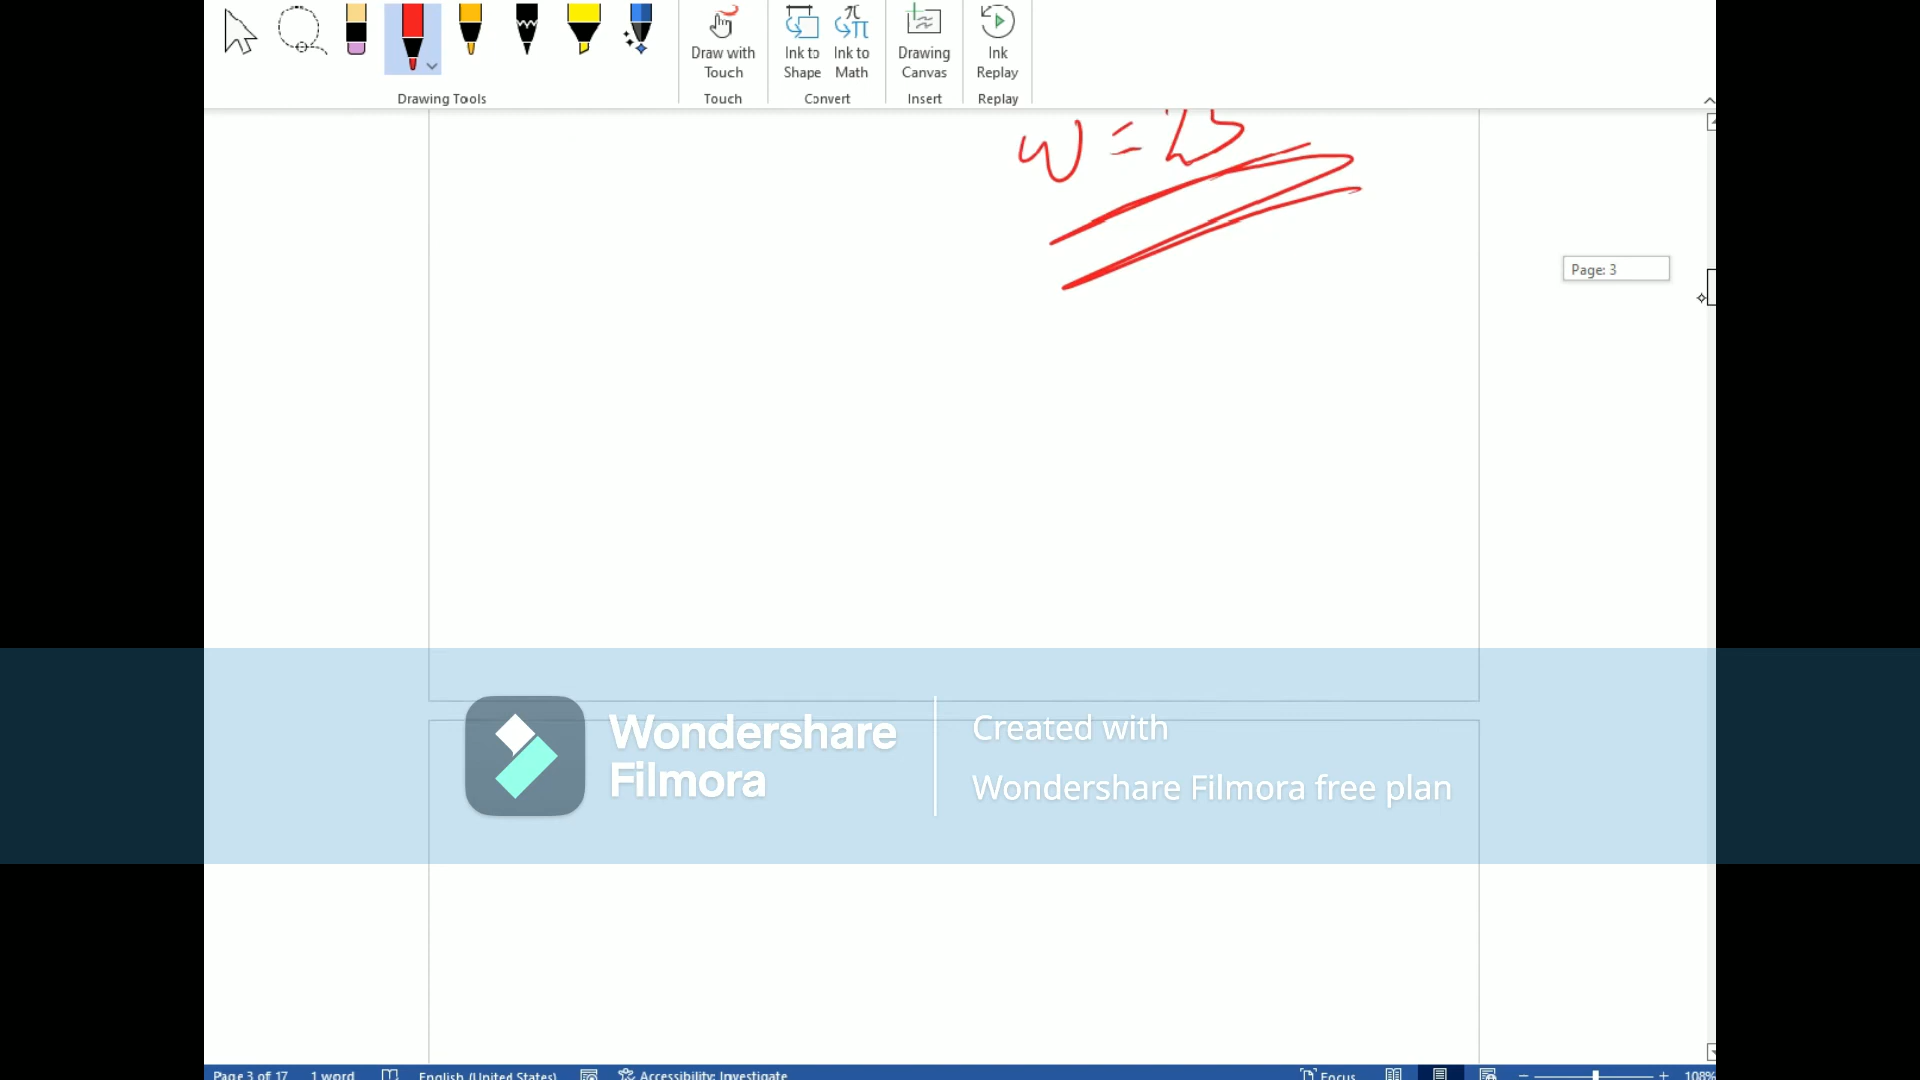 Draw with Touch
Ink to Shape
Ink to Math
Drawing Canvas
Ink Replay
Drawing Tools
Touch
Convert
Insert
Replay
w =
Page: 3
Wondershare
Filmora
Created with
Wondershare Filmora free plan
Page 3 of 17
1 word
English (United States)
Accessibility: Investigate
Focus
108%